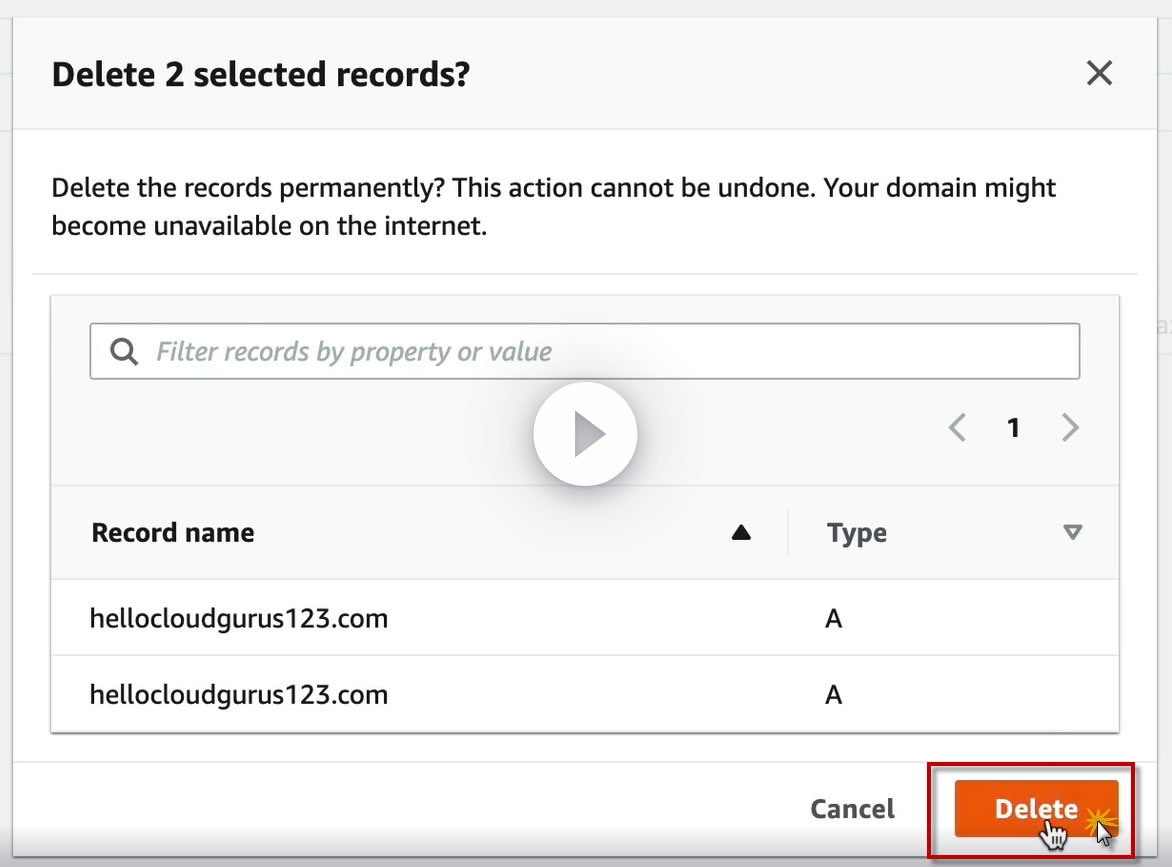 Delete 2 selected records?
Delete the records permanently? This action cannot be undone. Your domain might
become unavailable on the internet.
Filter records by property or value
1
Record name Type
hellocloudgurus123.com A
hellocloudgurus123.com A
Cancel Delete